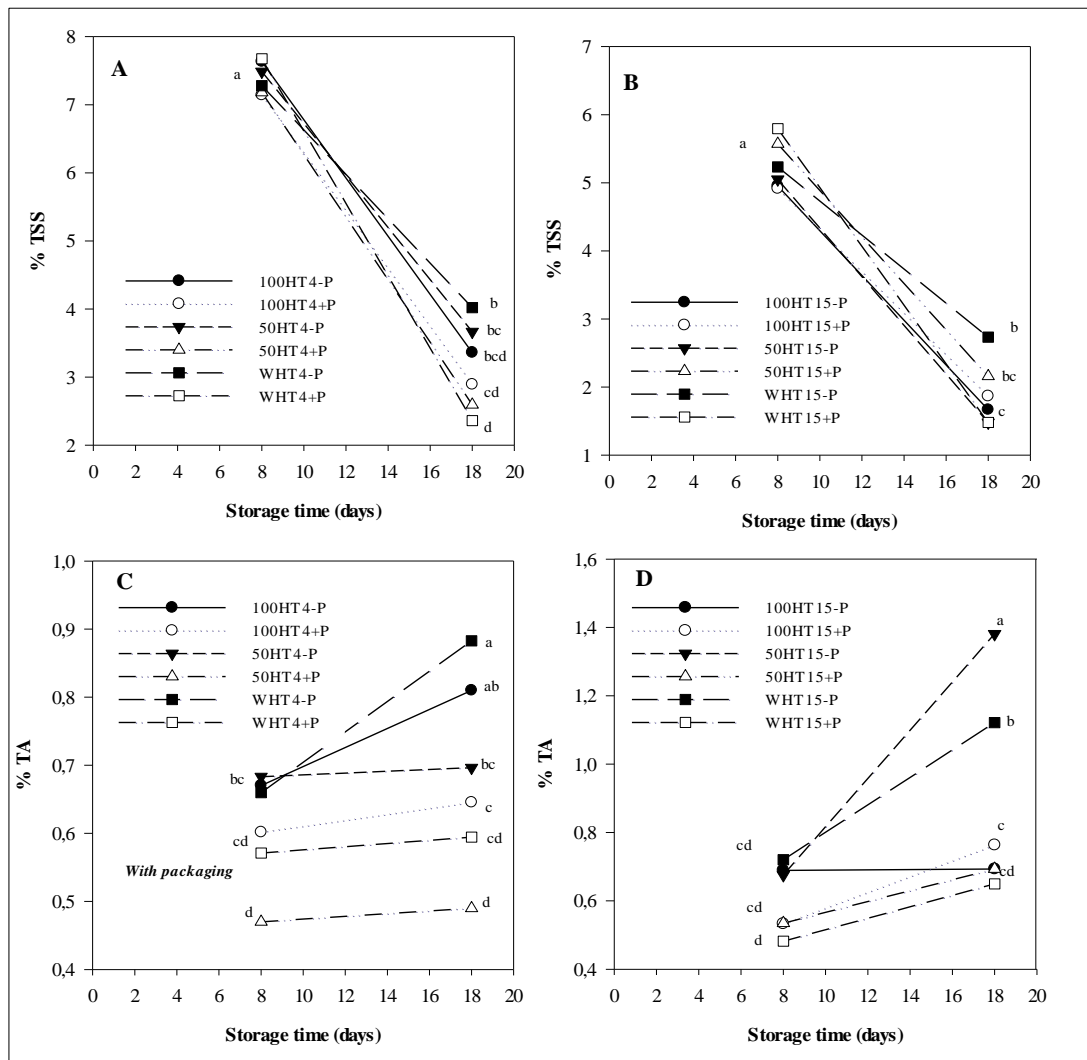 A
8
7
6
5
4
3
2
% TSS
a
100HT4-P
100HT4+P
50HT4-P
50HT4+P
WHT4-P
WHT4+P
b
bc
bcd
cd
d
0 2 4 6 8 10 12 14 16 18 20
Storage time (days)
B
7
6
5
4
3
2
1
% TSS
a
100HT15-P
100HT15+P
50HT15-P
50HT15+P
WHT15-P
WHT15+P
b
bc
c
0 2 4 6 8 10 12 14 16 18 20
Storage time (days)
C
1,0
0,9
0,8
0,7
0,6
0,5
0,4
% TA
100HT4-P
100HT4+P
50HT4-P
50HT4+P
WHT4-P
WHT4+P
a
ab
bc
bc
c
cd
cd
With packaging
d
d
0 2 4 6 8 10 12 14 16 18 20
Storage time (days)
D
1,6
1,4
1,2
1,0
0,8
0,6
0,4
% TA
100HT15-P
100HT15+P
50HT15-P
50HT15+P
WHT15-P
WHT15+P
a
b
cd
c
cd
cd
d
0 2 4 6 8 10 12 14 16 18 20
Storage time (days)